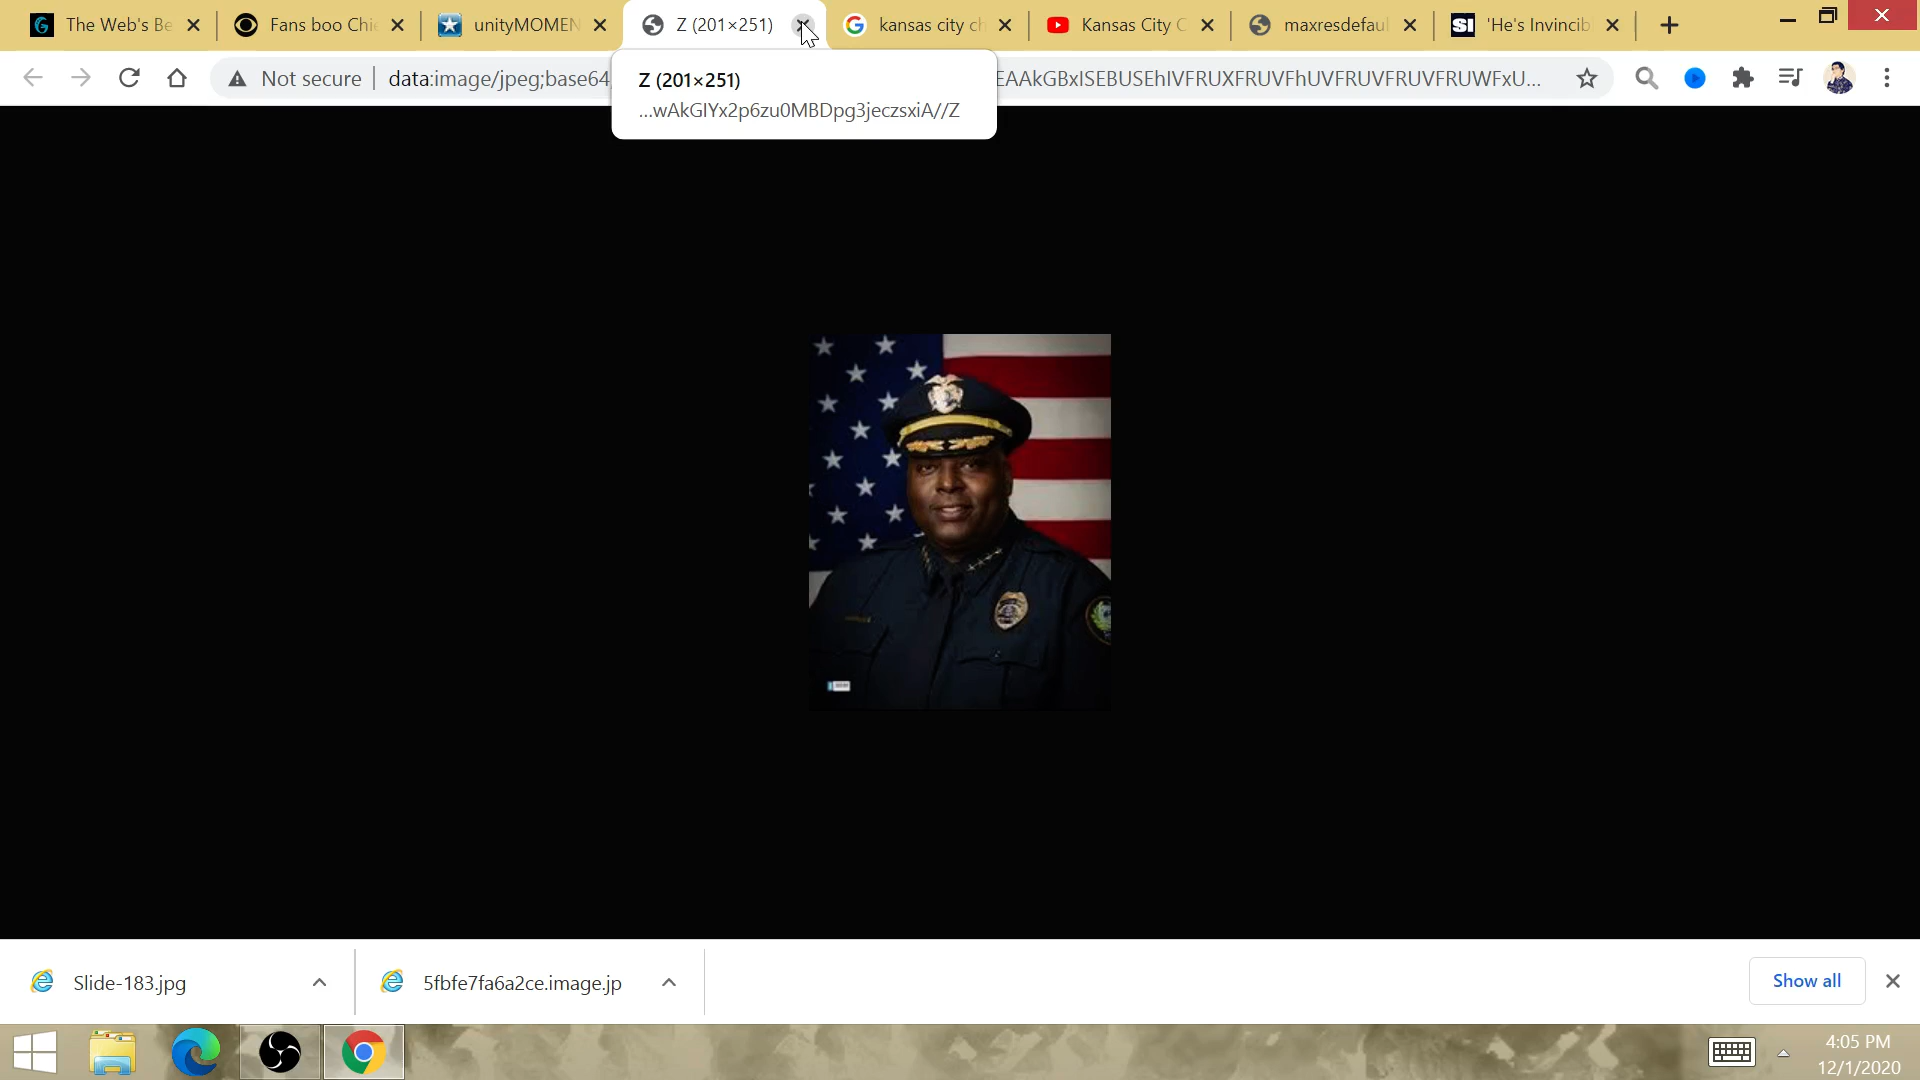 The Web's Be
Fans boo Chie
unityMOMEN
Z (201×251)
kansas city ch
Kansas City C
maxresdefaul
SI
'He's Invincib
Not secure
data:image/jpeg;base64,
EAAkGBxISEBUSEhIVFRUXFRUVFhUVFRUVFRUVFRUWFxU...
Z (201×251)
...wAkGIYx2p6zu0MBDpg3jeczsxiA//Z
Slide-183.jpg
5fbfe7fa6a2ce.image.jp
Show all
4:05 PM
12/1/2020